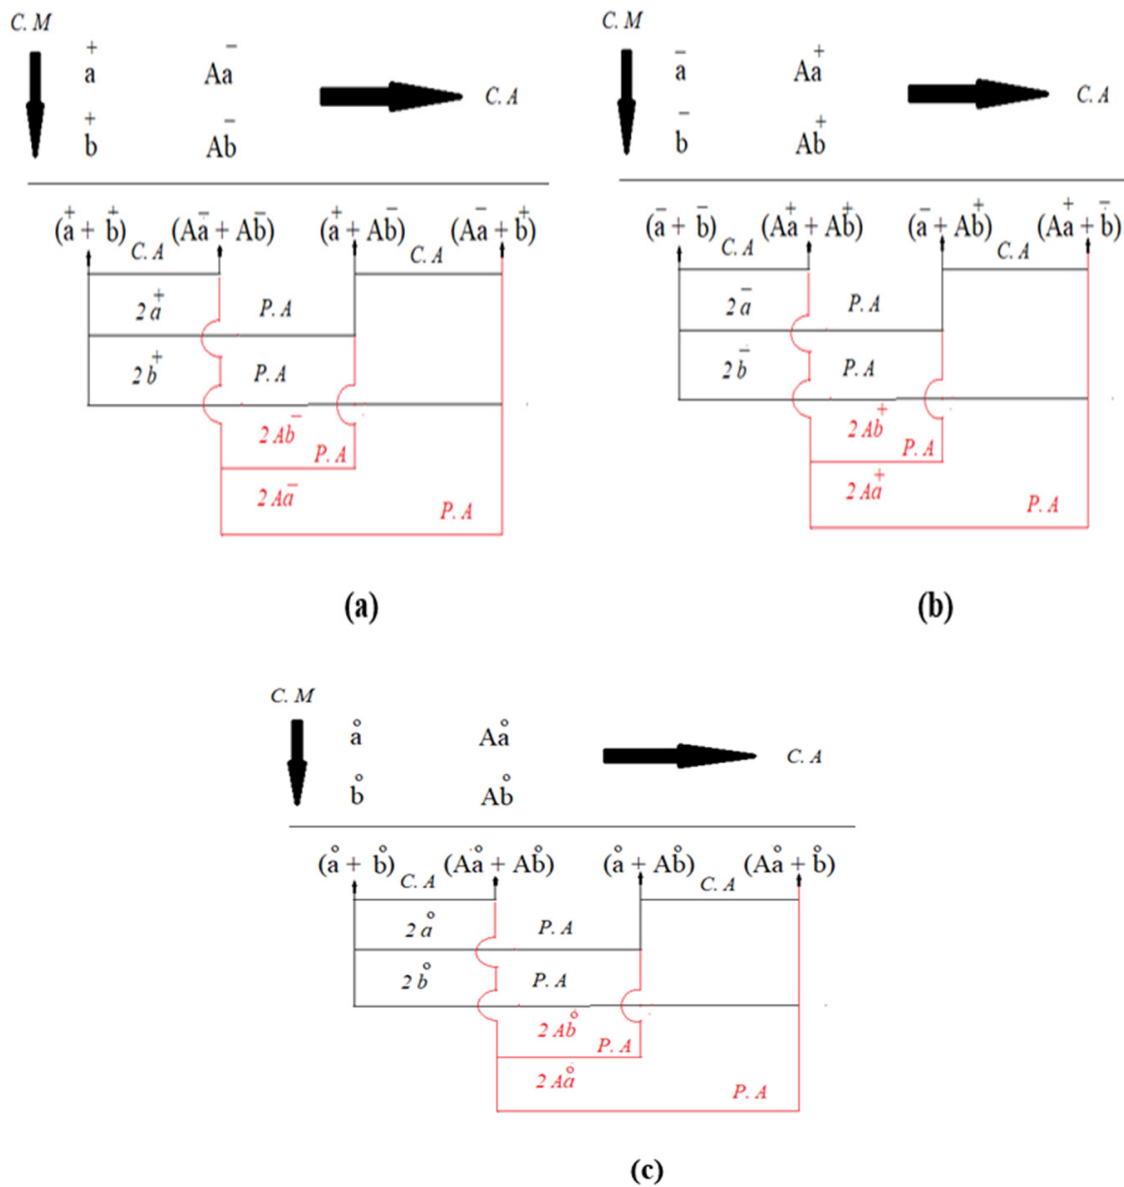 C. M
a⁺ Aa⁻
C. A
b⁺ Ab⁻
(a⁺ + b⁺) (Aa⁻ + Ab⁻) (a⁺ + Ab⁻) (Aa⁻ + b⁺)
C. A C. A
2 a⁺ P. A
2 b⁺ P. A
2 Ab⁻
P. A
2 Aa⁻
P. A
(a)
C. M
a⁻ Aa⁺
C. A
b⁻ Ab⁺
(a⁻ + b⁻) (Aa⁺ + Ab⁺) (a⁻ + Ab⁺) (Aa⁺ + b⁻)
C. A C. A
2 a⁻ P. A
2 b⁻ P. A
2 Ab⁺
P. A
2 Aa⁺
P. A
(b)
C. M
a° Aa°
C. A
b° Ab°
(a° + b°) (Aa° + Ab°) (a° + Ab°) (Aa° + b°)
C. A C. A
2 a° P. A
2 b° P. A
2 Ab°
P. A
2 Aa°
P. A
(c)